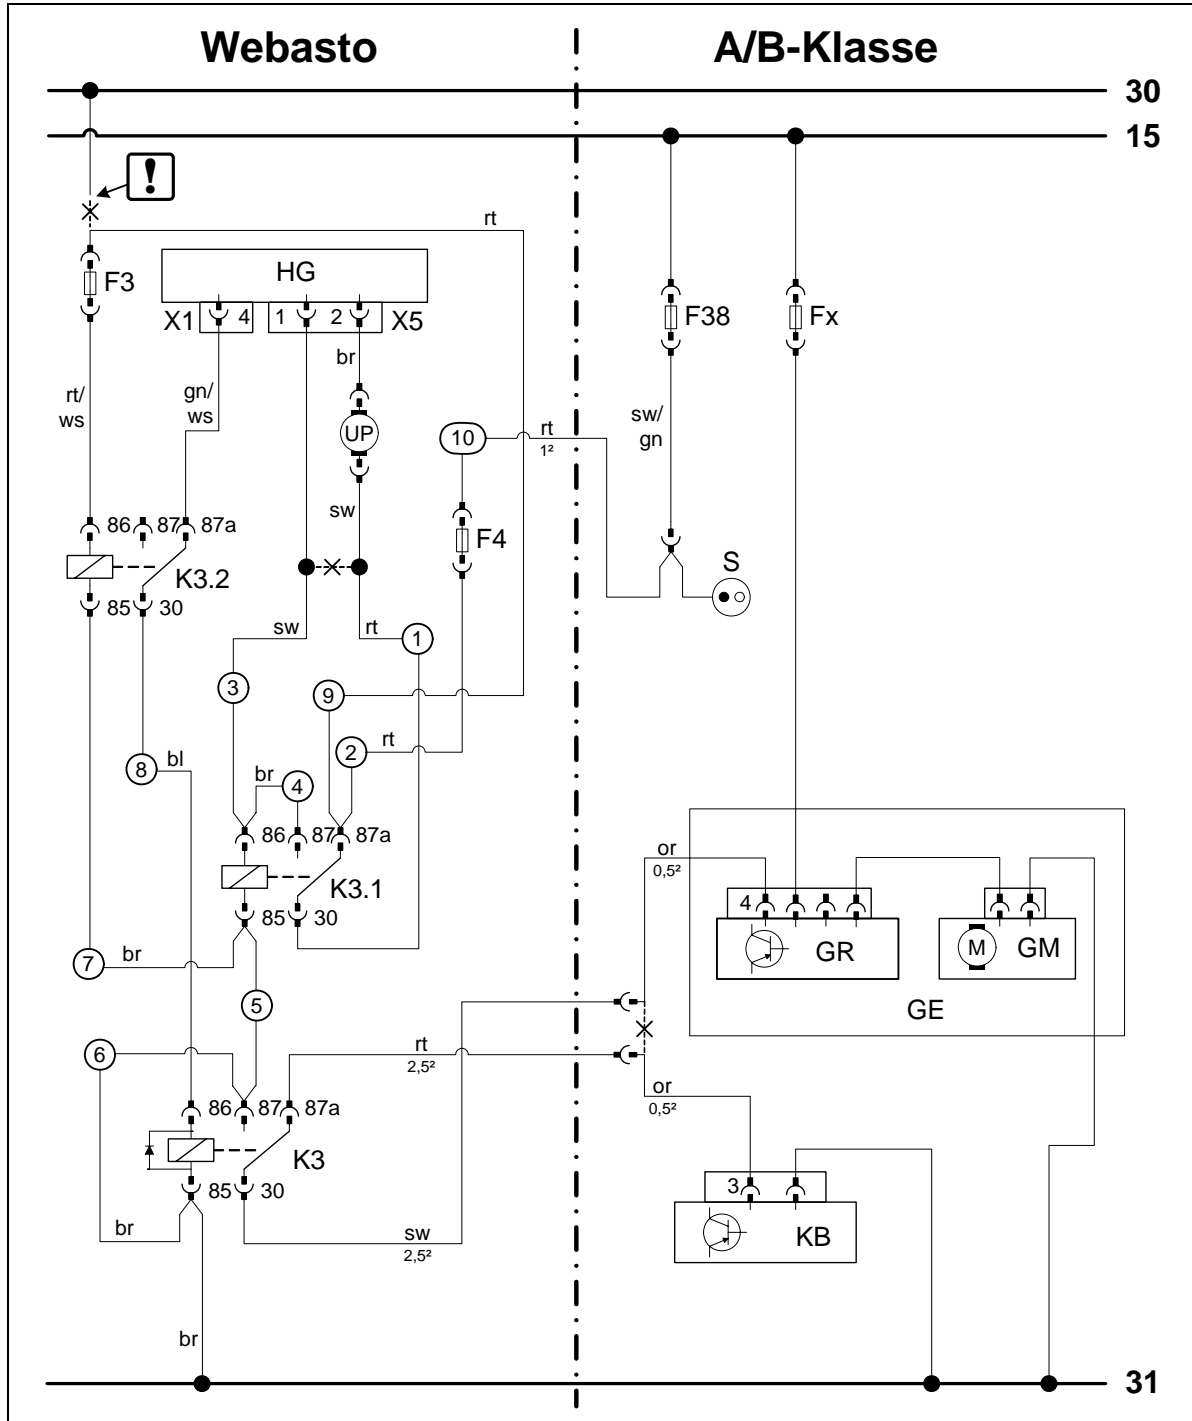 Webasto A/B-Klasse
30
15
!
rt
HG
F3
X1 4 1 2 X5
F38 Fx
br
rt/
ws
gn/
ws
UP
10
rt
1²
sw/
gn
sw
86 87 87a
F4
K3.2
S
85 30
sw rt 1
3 9
2 rt
8 bl
br 4
86 87 87a
or
0,5²
K3.1
4
85 30
GR M GM
7 br
5
GE
6
rt
2,5²
or
0,5²
86 87 87a
K3
3
85 30
KB
br
sw
2,5²
br
31